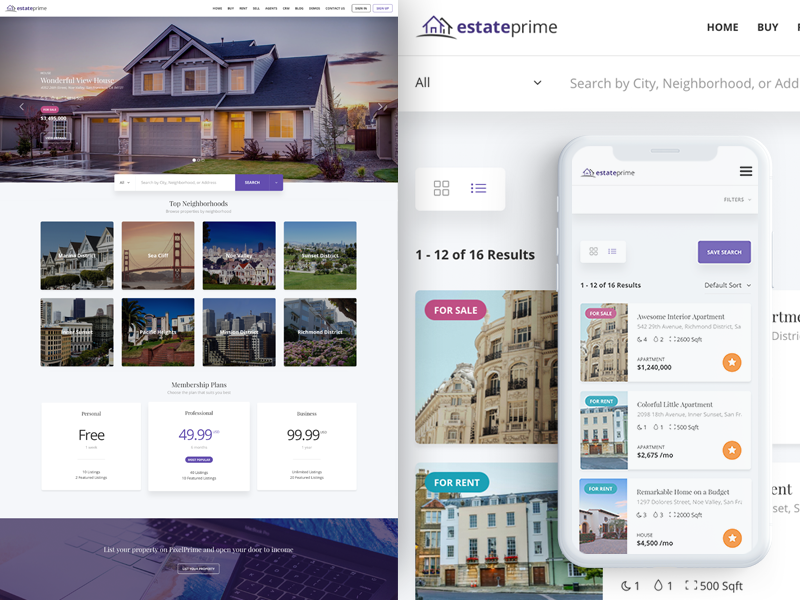 estateprime
HOME BUY RENT SELL AGENTS CRM BLOG DEMOS CONTACT US SIGN IN SIGN UP
Wonderful View House
FOR SALE
$3,495,000
All
Search by City, Neighborhood or Address
SEARCH
Top Neighborhoods
Browse properties by neighborhood
Marina District
Sea Cliff
Noe Valley
Sunset District
Inner Sunset
Pacific Heights
Mission District
Richmond District
Membership Plans
Choose the plan that suits you best
Personal
Free
10 Listings
2 Featured Listings
Professional
49.99
MOST POPULAR
40 Listings
10 Featured Listings
Business
99.99
1 year
Unlimited Listings
20 Featured Listings
List your property on PixelPrime and open your door to income
LIST YOUR PROPERTY
estateprime
HOME BUY
All
Search by City, Neighborhood, or Add
1 - 12 of 16 Results
FOR SALE
FOR RENT
1 1 500 Sqft
estateprime
FILTERS
SAVE SEARCH
1 - 12 of 16 Results
Default Sort
FOR SALE
Awesome Interior Apartment
542 29th Avenue, Richmond District, Sa
4 2 2600 Sqft
APARTMENT
$1,240,000
FOR RENT
Colorful Little Apartment
2098 18th Avenue, Inner Sunset, San Fr
1 1 500 Sqft
APARTMENT
$2,675 /mo
FOR RENT
Remarkable Home on a Budget
1297 Dolores Street, Noe Valley, San Fr
3 3 2000 Sqft
HOUSE
$4,500 /mo